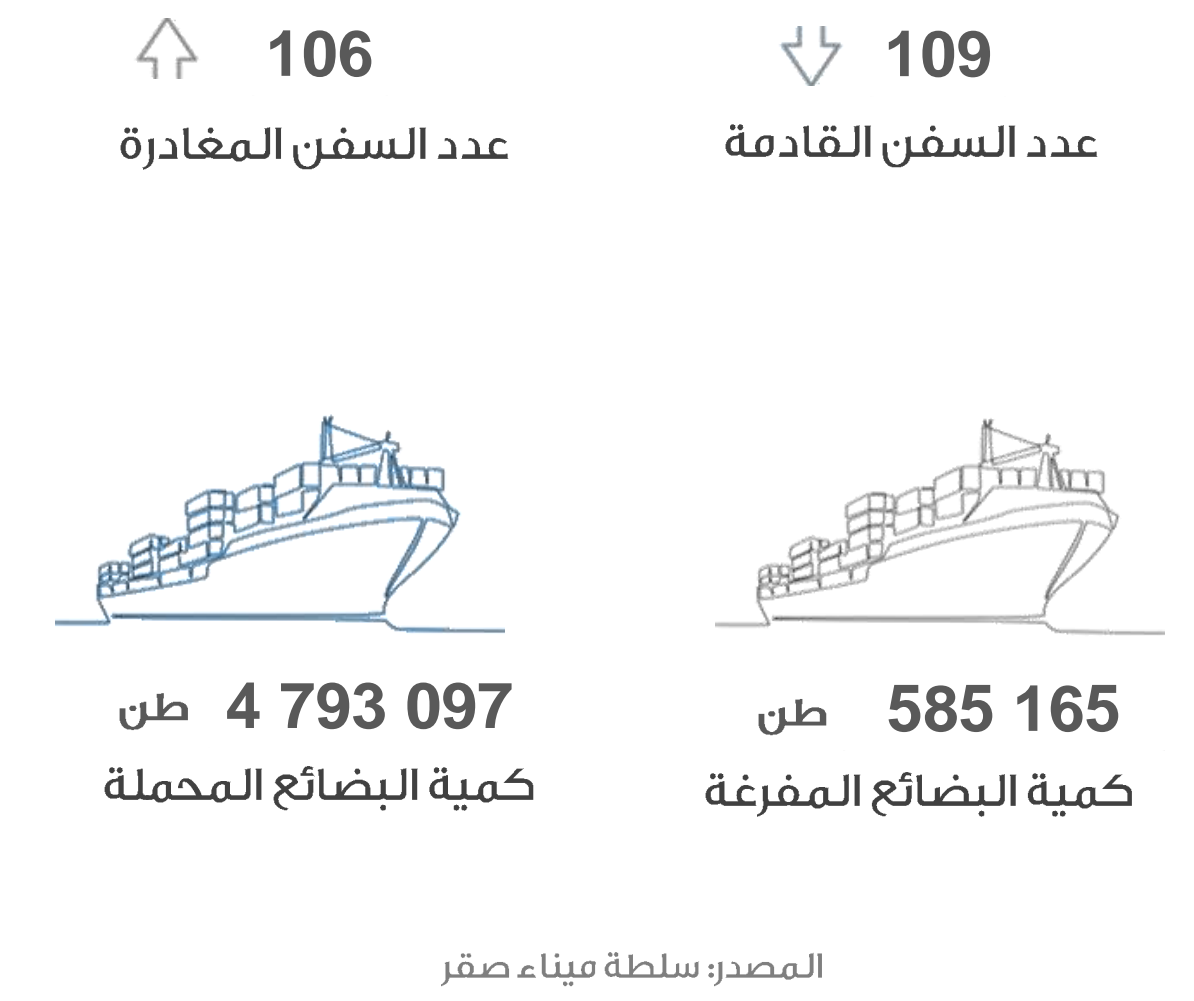 109
عدد السفن القادمة
106
عدد السفن المغادرة
585 165 طن
كمية البضائع المفرغة
4 793 097 طن
كمية البضائع المحملة
المصدر: سلطة ميناء صقر